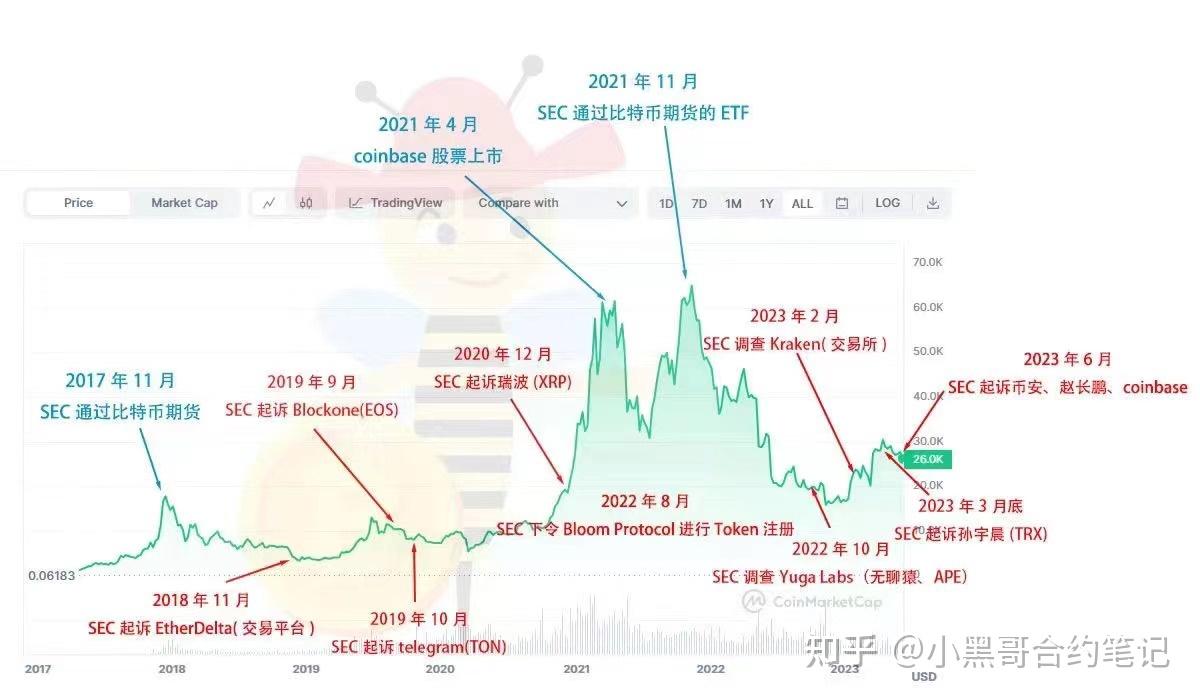 2021 年 11 月
SEC 通过比特币期货的 ETF
2021 年 4 月
coinbase 股票上市
Price Market Cap TradingView Compare with 1D 7D 1M 1Y ALL LOG
70.0K
60.0K
50.0K
40.0K
30.0K
26.0K
20.0K
2023 年 2 月
SEC 调查 Kraken( 交易所 )
2023 年 6 月
SEC 起诉币安、赵长鹏、coinbase
2020 年 12 月
SEC 起诉瑞波 (XRP)
2017 年 11 月
SEC 通过比特币期货
2019 年 9 月
SEC 起诉 Blockone(EOS)
2022 年 8 月
SEC 下令 Bloom Protocol 进行 Token 注册
2023 年 3 月底
SEC 起诉孙宇晨 (TRX)
2022 年 10 月
SEC 调查 Yuga Labs（无聊猿、APE）
0.06183
2018 年 11 月
SEC 起诉 EtherDelta( 交易平台 )
2019 年 10 月
SEC 起诉 telegram(TON)
CoinMarketCap
知乎 @小黑哥合约笔记
2017 2018 2019 2020 2021 2022 2023
USD